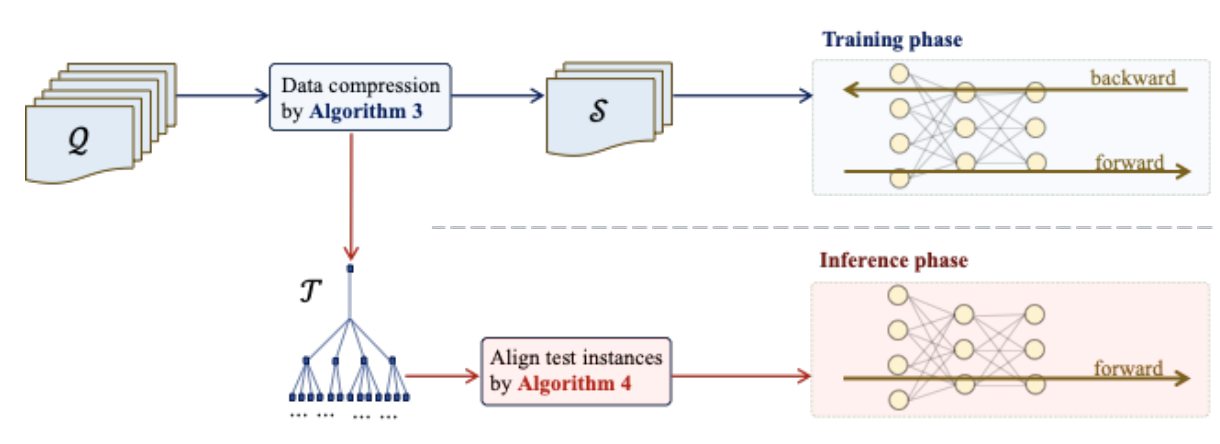 Training phase
Q
Data compression
by Algorithm 3
S
backward
forward
T
Inference phase
Align test instances
by Algorithm 4
forward
... ... ... ...